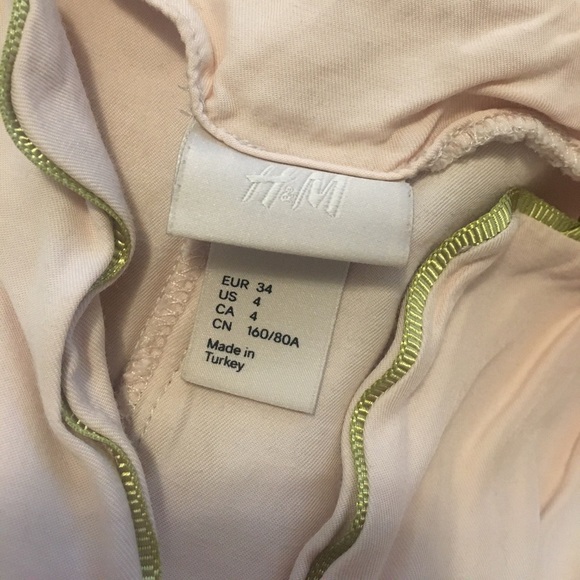 H&M
EUR 34
US 4
CA 4
CN 160/80A
Made in
Turkey